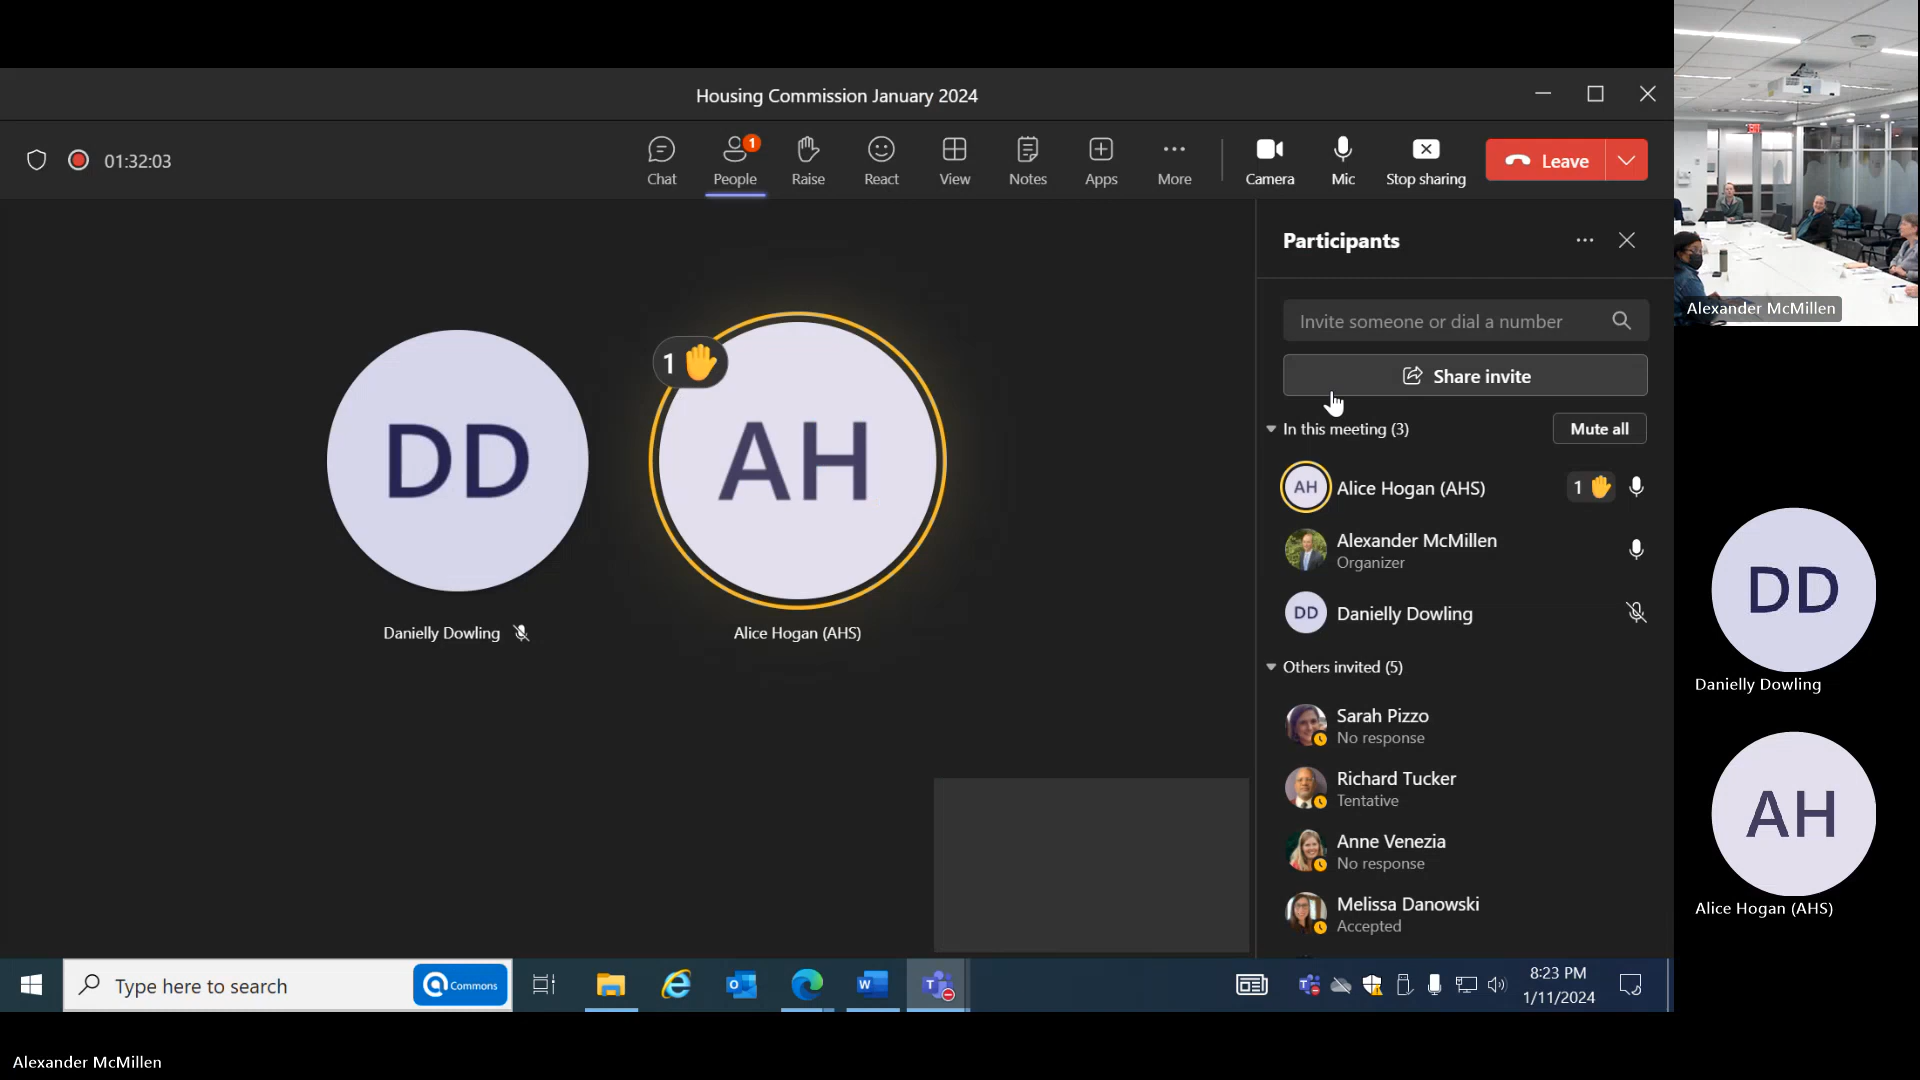 Housing Commission January 2024
01:32:03
Chat
People
1
Raise
React
View
Notes
Apps
More
Camera
Mic
Stop sharing
Leave
Participants
Invite someone or dial a number
Share invite
In this meeting (3)
Mute all
AH
Alice Hogan (AHS)
1
Alexander McMillen
Organizer
DD
Danielly Dowling
Others invited (5)
Sarah Pizzo
No response
Richard Tucker
Tentative
Anne Venezia
No response
Melissa Danowski
Accepted
DD
Danielly Dowling
1
AH
Alice Hogan (AHS)
EXIT
Alexander McMillen
DD
Danielly Dowling
AH
Alice Hogan (AHS)
Type here to search
Commons
8:23 PM
1/11/2024
Alexander McMillen